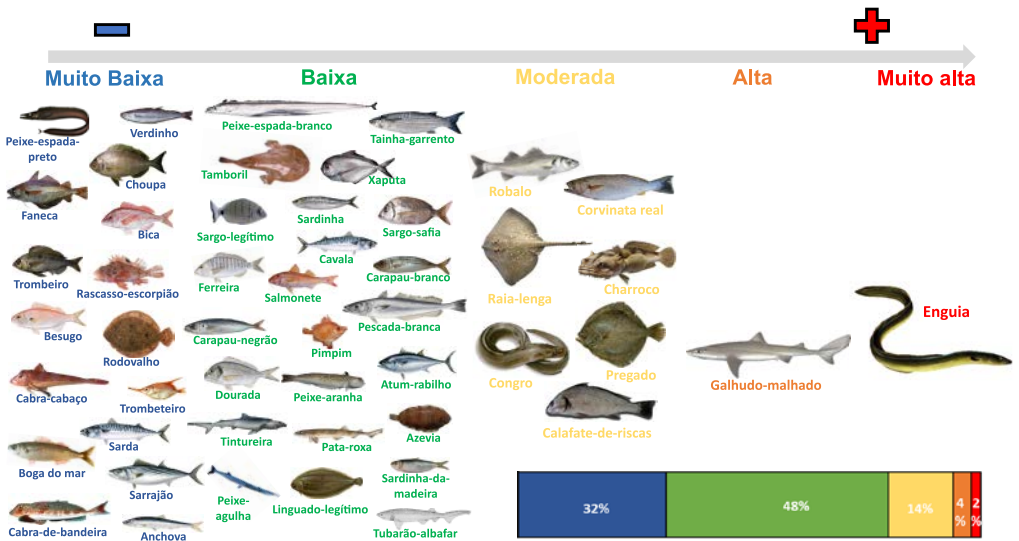 Muito Baixa
Baixa
Moderada
Alta
Muito alta
Peixe-espada-
preto
Verdinho
Choupa
Faneca
Bica
Trombeiro
Rascasso-escorpião
Besugo
Rodovalho
Cabra-cabaço
Trombeteiro
Sarda
Boga do mar
Sarrajão
Cabra-de-bandeira
Anchova
Peixe-espada-branco
Tainha-garrento
Tamboril
Xaputa
Sargo-legítimo
Sardinha
Sargo-safia
Cavala
Ferreira
Salmonete
Carapau-branco
Carapau-negrão
Pimpim
Pescada-branca
Dourada
Peixe-aranha
Atum-rabilho
Tintureira
Pata-roxa
Azevia
Peixe-
agulha
Linguado-legítimo
Sardinha-da-
madeira
Tubarão-albafar
Robalo
Corvinata real
Raia-lenga
Charroco
Congro
Pregado
Calafate-de-riscas
Galhudo-malhado
Enguia
32%
48%
14%
4
%
2
%